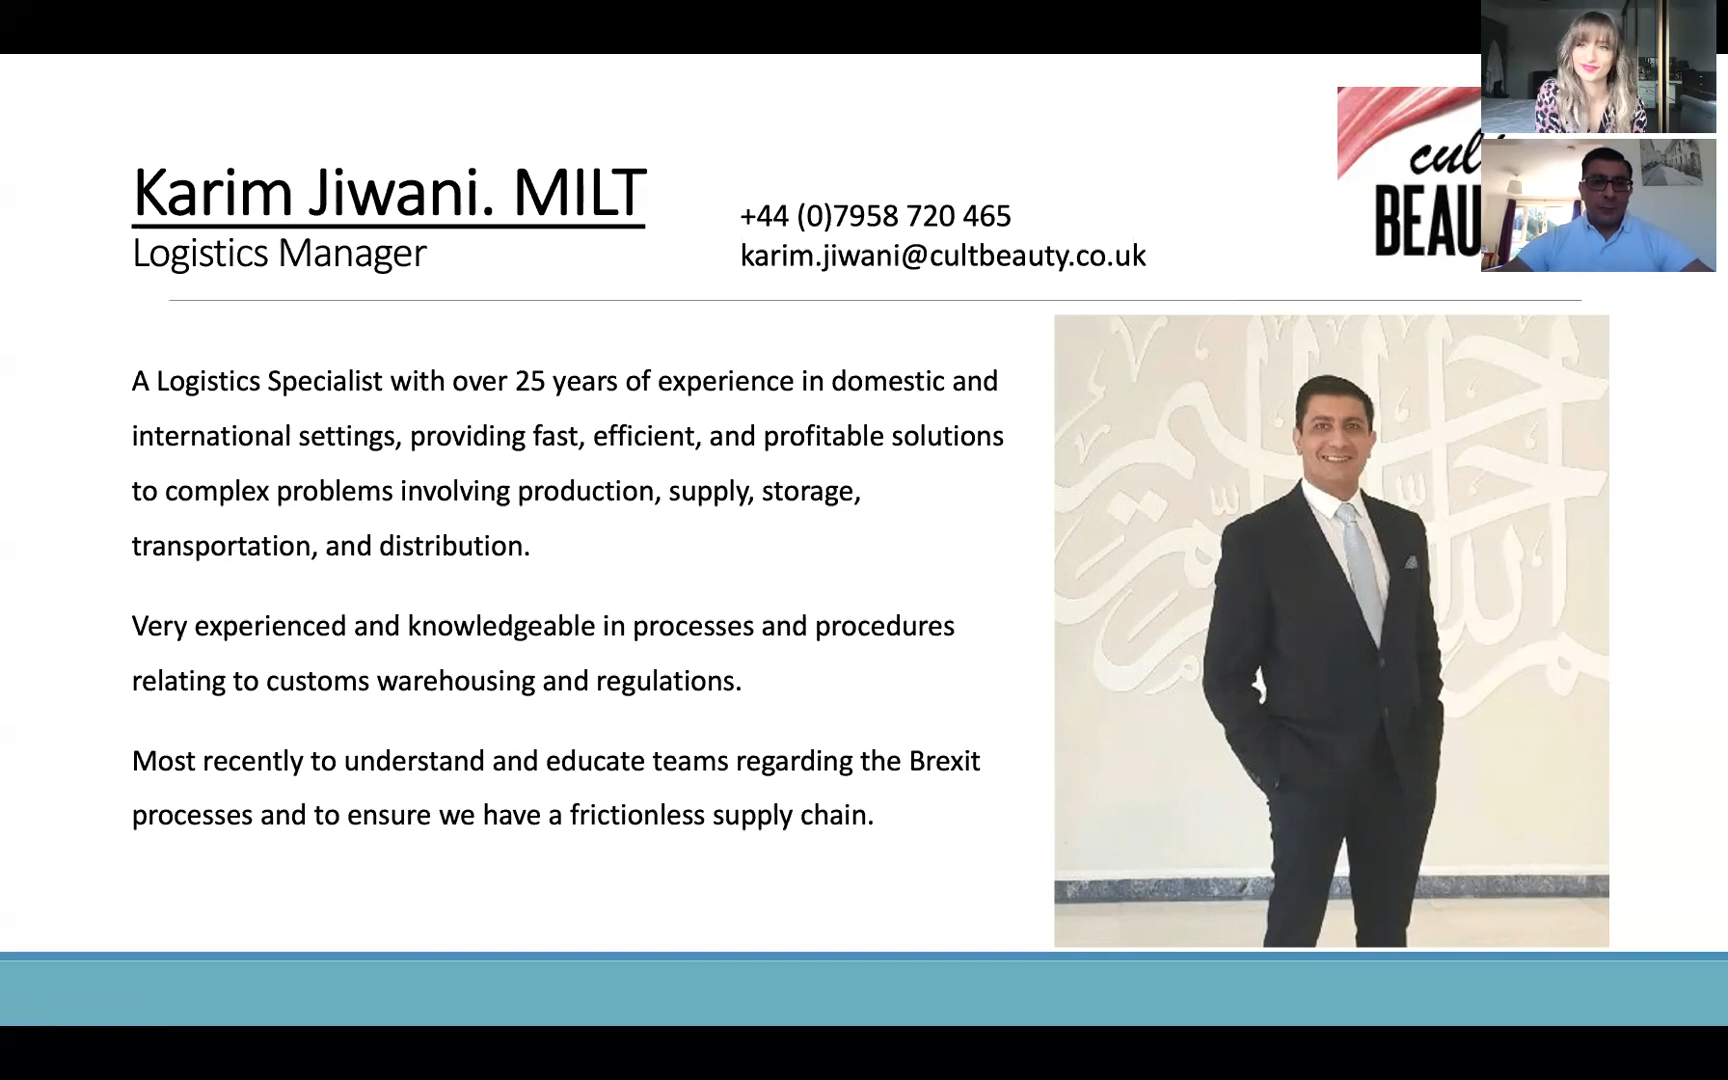 Karim Jiwani. MILT
Logistics Manager
+44 (0)7958 720 465
karim.jiwani@cultbeauty.co.uk
A Logistics Specialist with over 25 years of experience in domestic and
international settings, providing fast, efficient, and profitable solutions
to complex problems involving production, supply, storage,
transportation, and distribution.
Very experienced and knowledgeable in processes and procedures
relating to customs warehousing and regulations.
Most recently to understand and educate teams regarding the Brexit
processes and to ensure we have a frictionless supply chain.